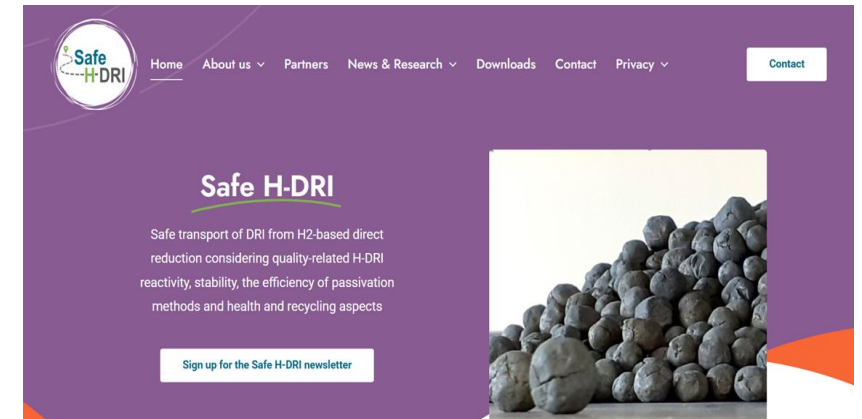 Safe
H-DRI
Home About us Partners News & Research Downloads Contact Privacy
Contact
Safe H-DRI
Safe transport of DRI from H2-based direct
reduction considering quality-related H-DRI
reactivity, stability, the efficiency of passivation
methods and health and recycling aspects
Sign up for the Safe H-DRI newsletter